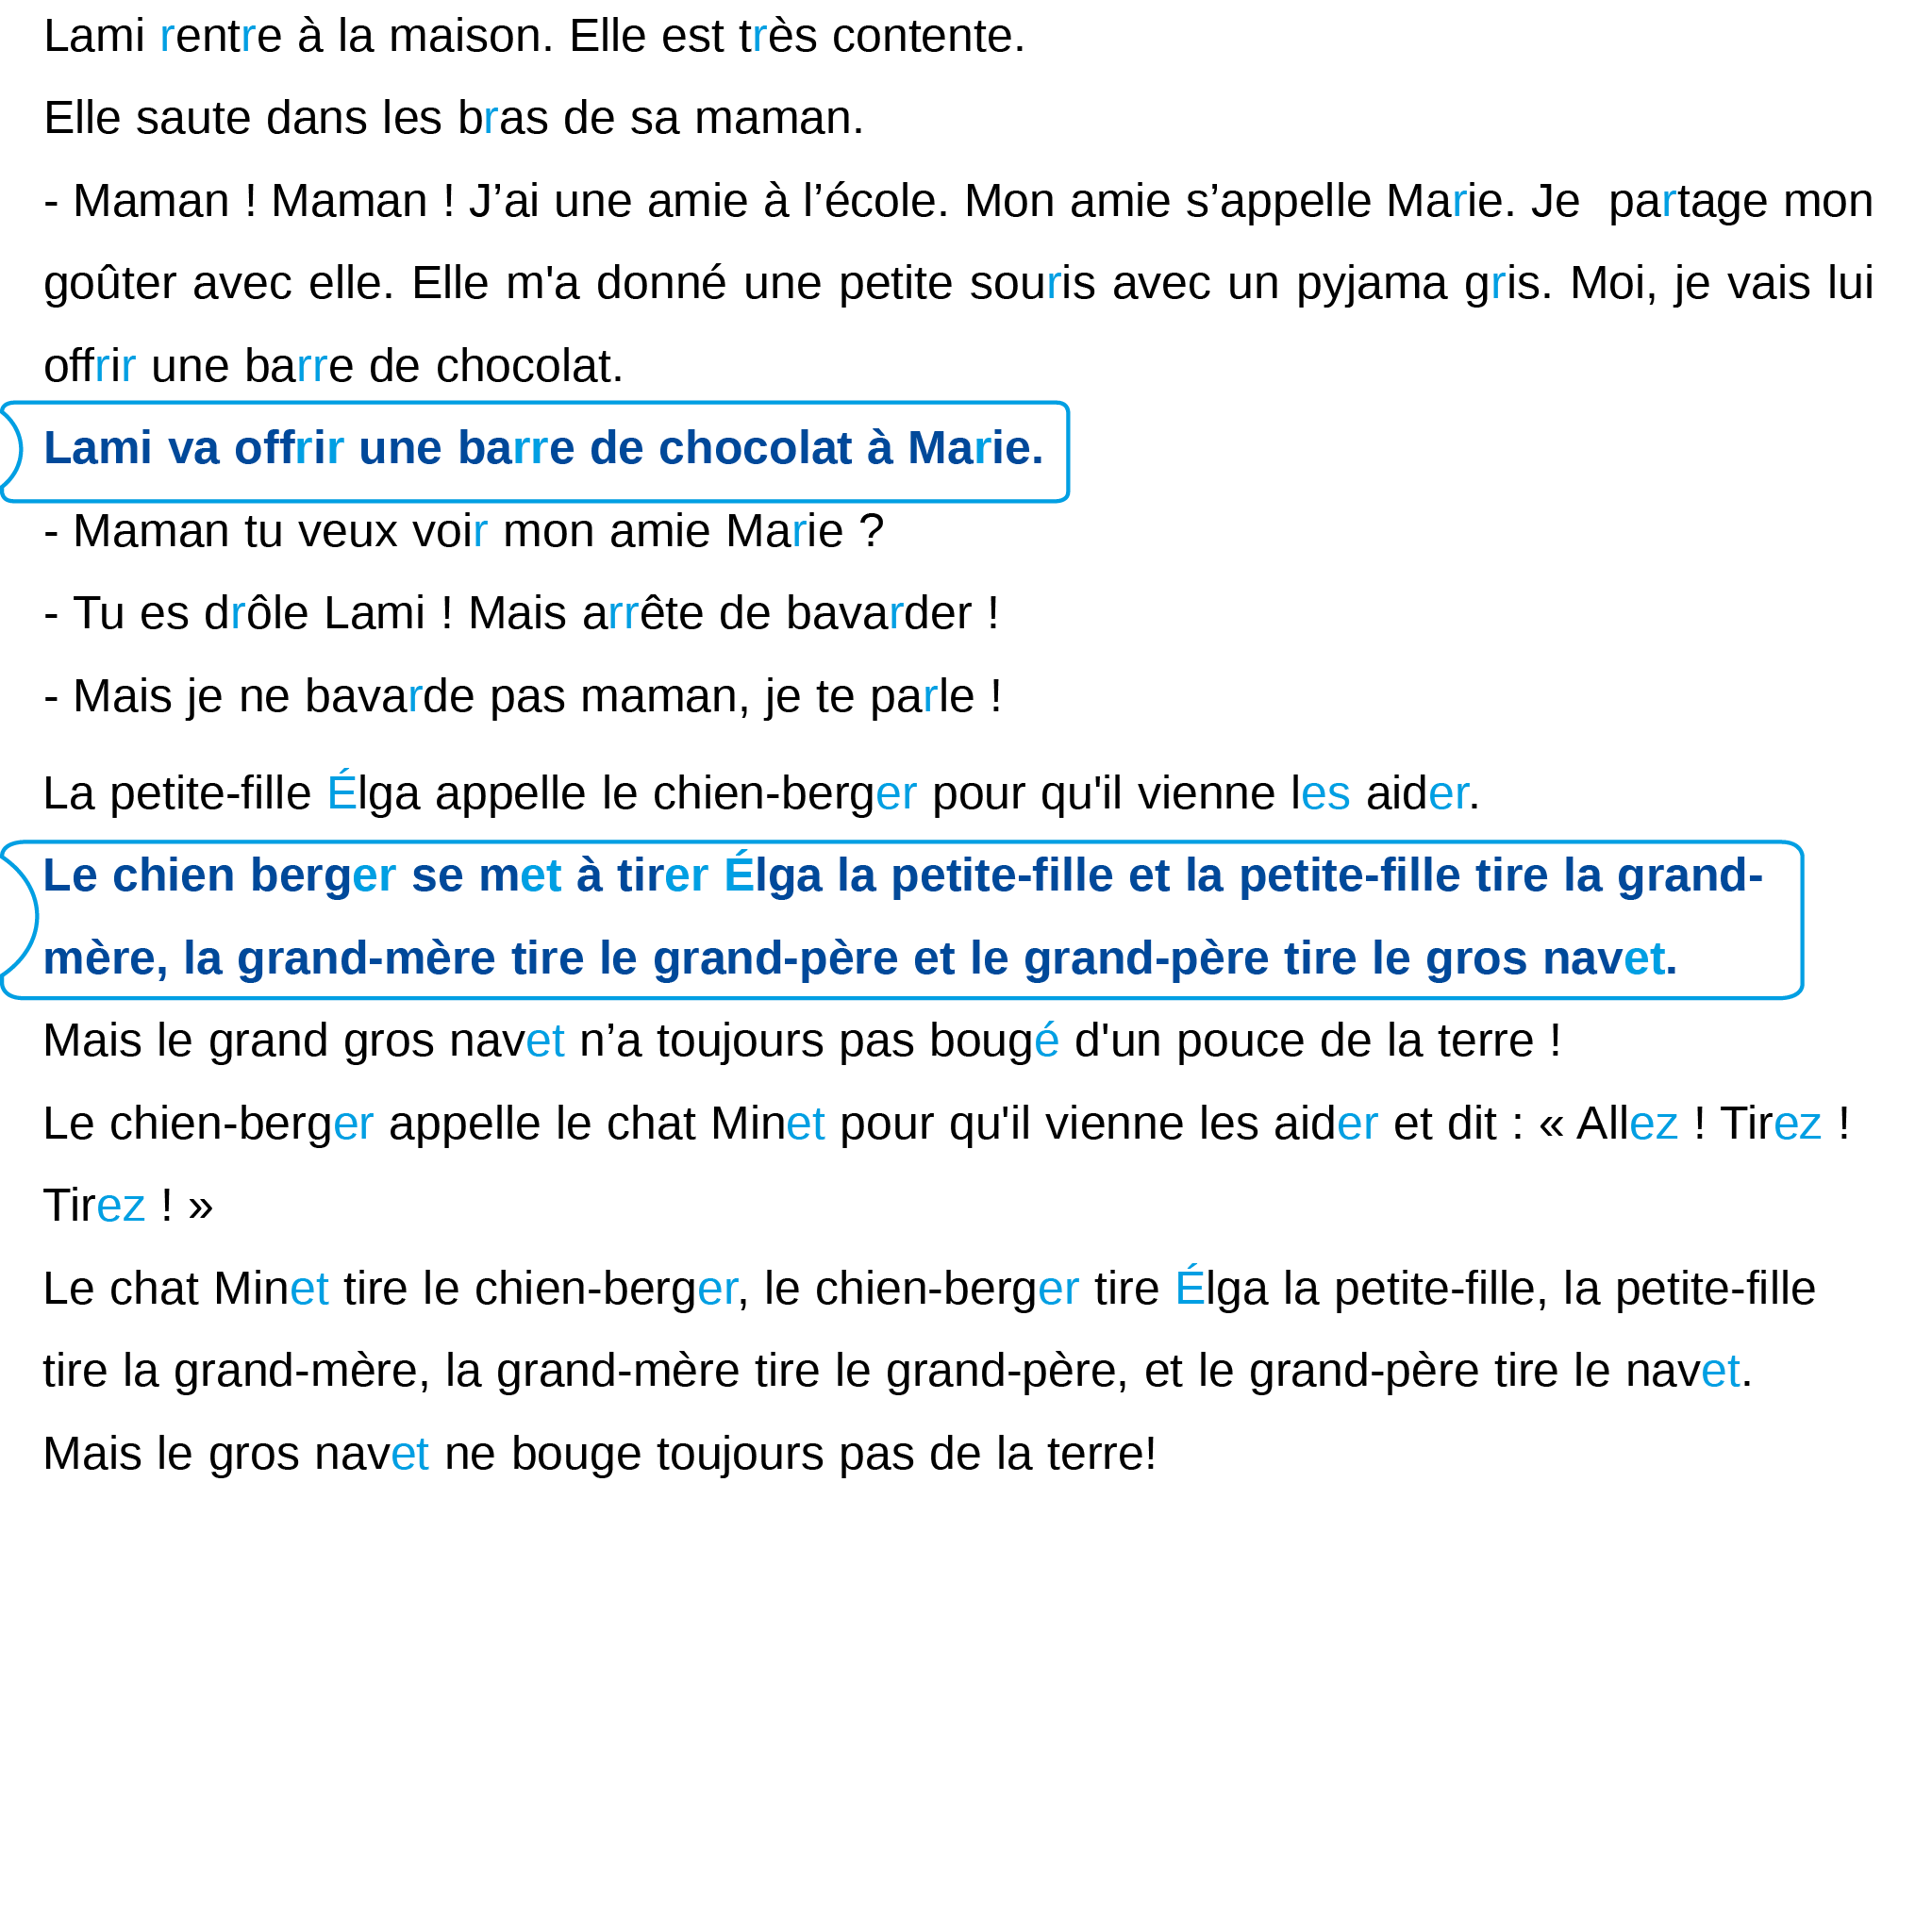 Lami rentre à la maison. Elle est très contente.
Elle saute dans les bras de sa maman.
- Maman ! Maman ! J’ai une amie à l’école. Mon amie s’appelle Marie. Je  partage mon
goûter avec elle. Elle m'a donné une petite souris avec un pyjama gris. Moi, je vais lui
offrir une barre de chocolat.
Lami va offrir une barre de chocolat à Marie.
- Maman tu veux voir mon amie Marie ?
- Tu es drôle Lami ! Mais arrête de bavarder !
- Mais je ne bavarde pas maman, je te parle !
La petite-fille Élga appelle le chien-berger pour qu'il vienne les aider.
Le chien berger se met à tirer Élga la petite-fille et la petite-fille tire la grand-
mère, la grand-mère tire le grand-père et le grand-père tire le gros navet.
Mais le grand gros navet n’a toujours pas bougé d'un pouce de la terre !
Le chien-berger appelle le chat Minet pour qu'il vienne les aider et dit : « Allez ! Tirez !
Tirez ! »
Le chat Minet tire le chien-berger, le chien-berger tire Élga la petite-fille, la petite-fille
tire la grand-mère, la grand-mère tire le grand-père, et le grand-père tire le navet.
Mais le gros navet ne bouge toujours pas de la terre!